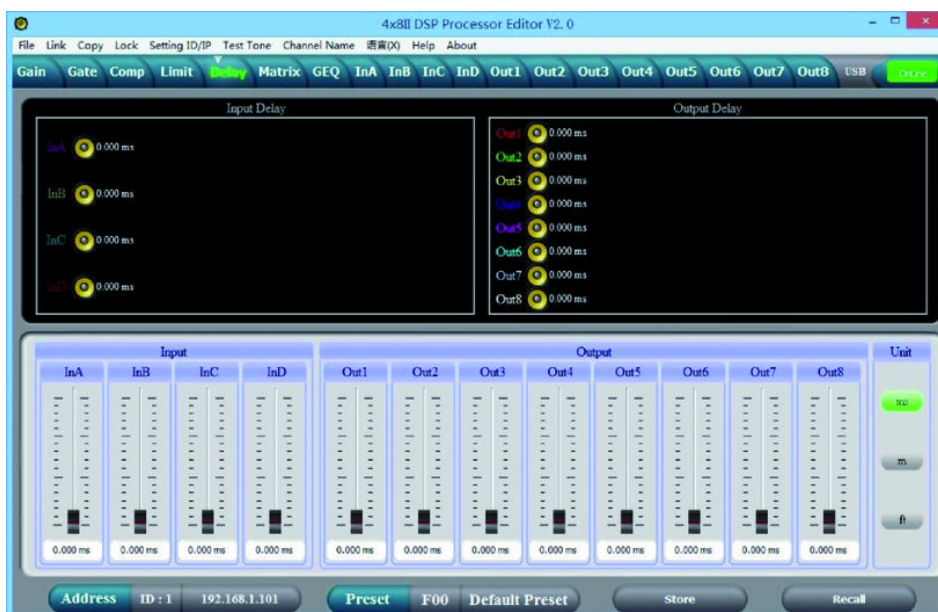 4x8II DSP Processor Editor V2.0
File Link Copy Lock Setting ID/IP Test Tone Channel Name 语言(X) Help About
Gain Gate Comp Limit Delay Matrix GEQ InA InB InC InD Out1 Out2 Out3 Out4 Out5 Out6 Out7 Out8 USB OnLine
Input Delay Output Delay
InA 0.000 ms
InB 0.000 ms
InC 0.000 ms
InD 0.000 ms
Out1 0.000 ms
Out2 0.000 ms
Out3 0.000 ms
Out4 0.000 ms
Out5 0.000 ms
Out6 0.000 ms
Out7 0.000 ms
Out8 0.000 ms
Input Output Unit
InA InB InC InD Out1 Out2 Out3 Out4 Out5 Out6 Out7 Out8
ms
m
ft
0.000 ms 0.000 ms 0.000 ms 0.000 ms 0.000 ms 0.000 ms 0.000 ms 0.000 ms 0.000 ms 0.000 ms 0.000 ms 0.000 ms
Address ID : 1 192.168.1.101 Preset F00 Default Preset Store Recall